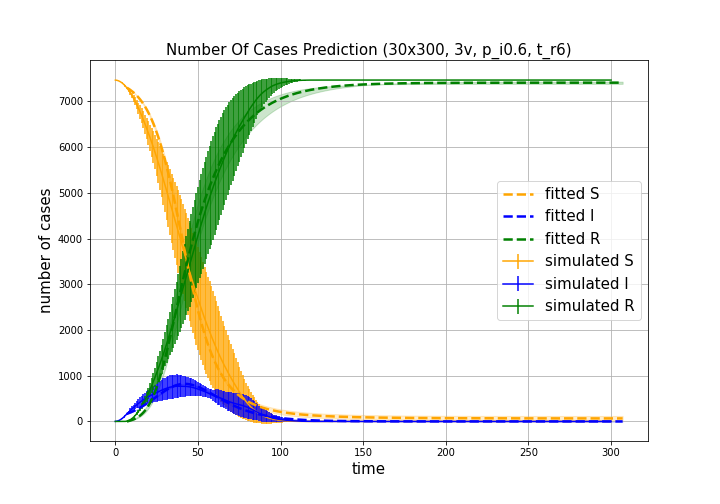 Number Of Cases Prediction (30x300, 3v, p_i0.6, t_r6)
number of cases
7000
6000
5000
4000
3000
2000
1000
0
fitted S
fitted I
fitted R
simulated S
simulated I
simulated R
0 50 100 150 200 250 300
time